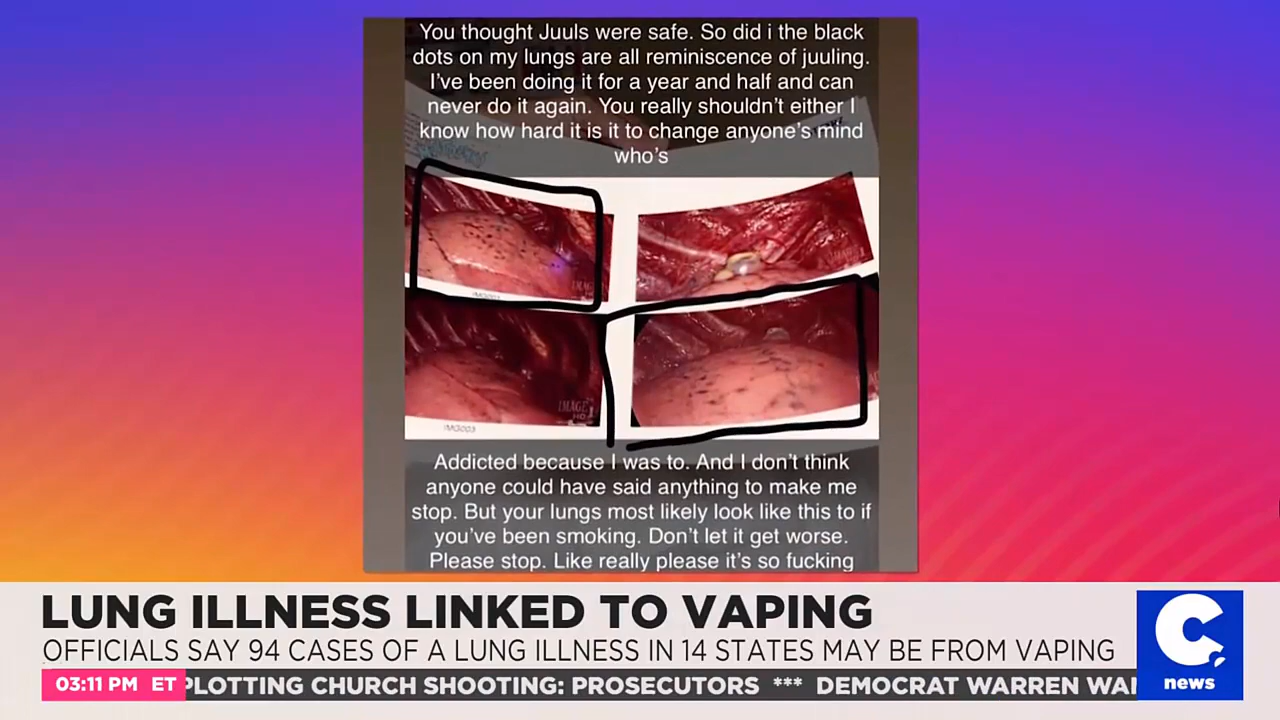 You thought Juuls were safe. So did i the black
dots on my lungs are all reminiscence of juuling.
I've been doing it for a year and half and can
never do it again. You really shouldn't either I
know how hard it is it to change anyone's mind
who's
IMAGE
HD
IMG003
Addicted because I was to. And I don't think
anyone could have said anything to make me
stop. But your lungs most likely look like this to if
you've been smoking. Don't let it get worse.
Please stop. Like really please it's so fucking
LUNG ILLNESS LINKED TO VAPING
OFFICIALS SAY 94 CASES OF A LUNG ILLNESS IN 14 STATES MAY BE FROM VAPING
C.
news
03:11 PM ET PLOTTING CHURCH SHOOTING: PROSECUTORS *** DEMOCRAT WARREN